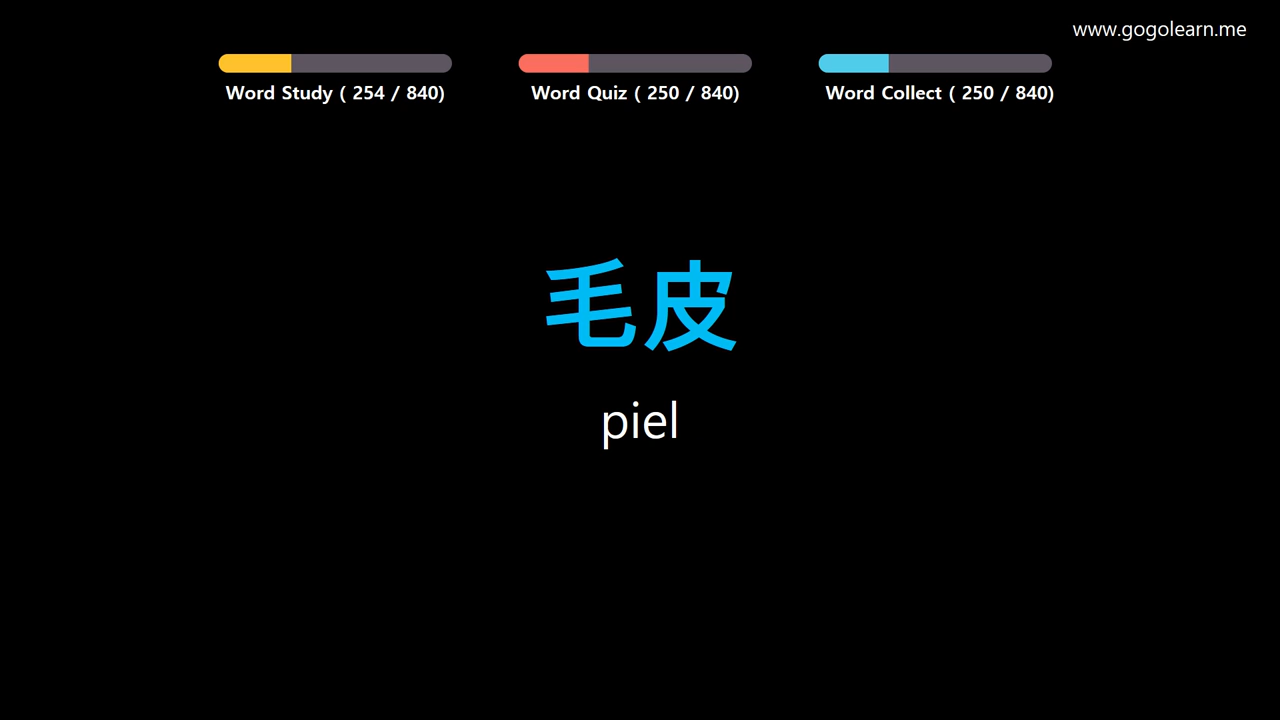 www.gogolearn.me
Word Study ( 254 / 840)
Word Quiz ( 250 / 840)
Word Collect ( 250 / 840)
毛皮
piel